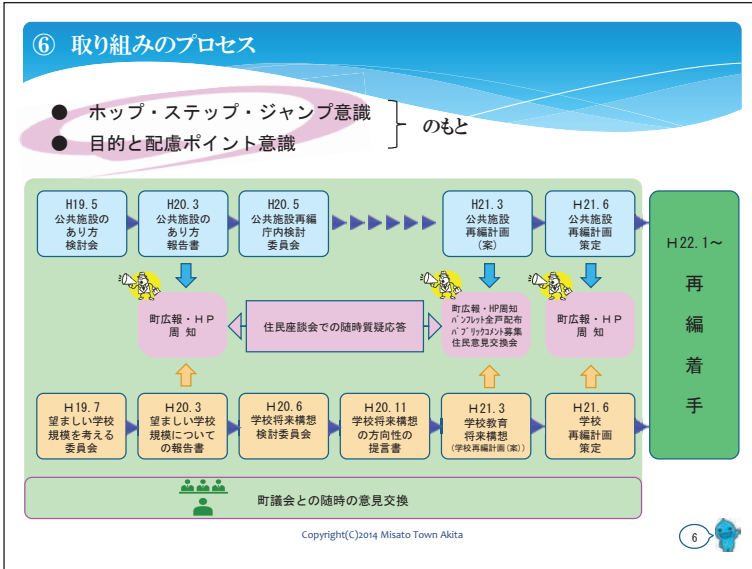 ⑥ 取り組みのプロセス
● ホップ・ステップ・ジャンプ意識
● 目的と配慮ポイント意識
のもと
H19.5
公共施設の
あり方
検討会
H20.3
公共施設の
あり方
報告書
H20.5
公共施設再編
庁内検討
委員会
H21.3
公共施設
再編計画
(案)
H21.6
公共施設
再編計画
策定
H22.1～
再
編
着
手
町広報・HP
周 知
住民座談会での随時質疑応答
町広報・HP周知
パンフレット全戸配布
パブリックコメント募集
住民意見交換会
町広報・HP
周 知
H19.7
望ましい学校
規模を考える
委員会
H20.3
望ましい学校
規模について
の報告書
H20.6
学校将来構想
検討委員会
H20.11
学校将来構想
の方向性の
提言書
H21.3
学校教育
将来構想
(学校再編計画(案))
H21.6
学校
再編計画
策定
町議会との随時の意見交換
Copyright(C)2014 Misato Town Akita
6